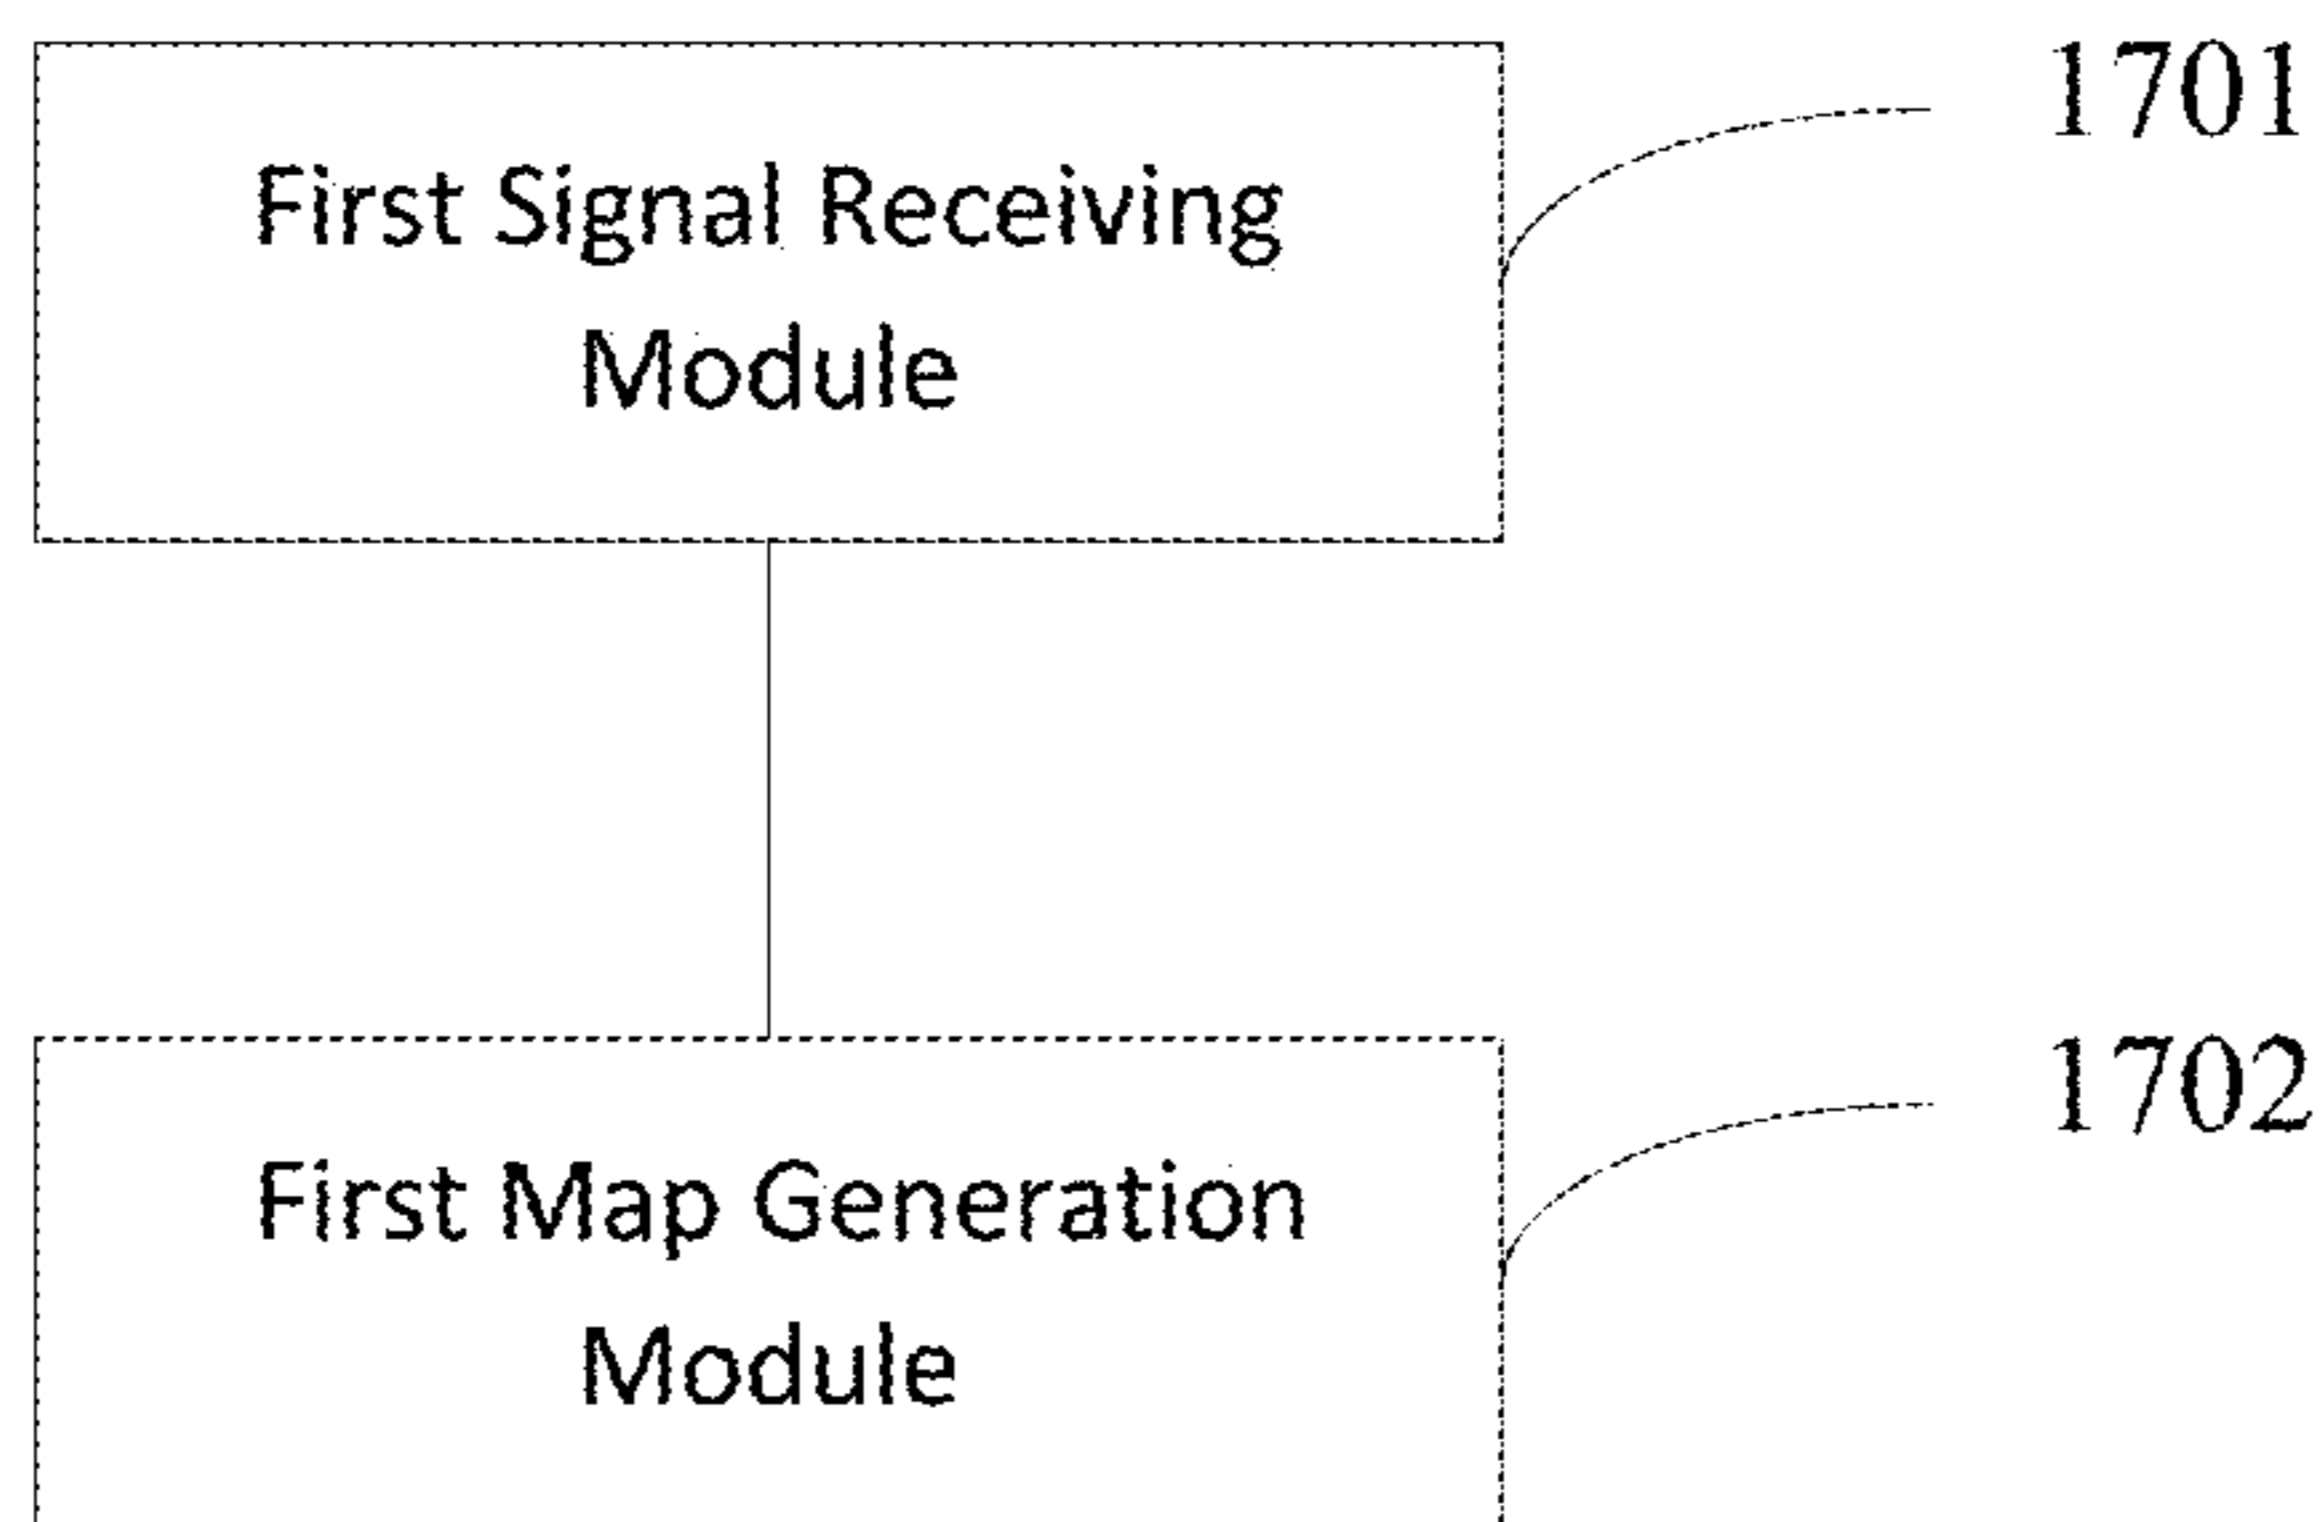 1701
First Signal Receiving
Module
1702
First Map Generation
Module